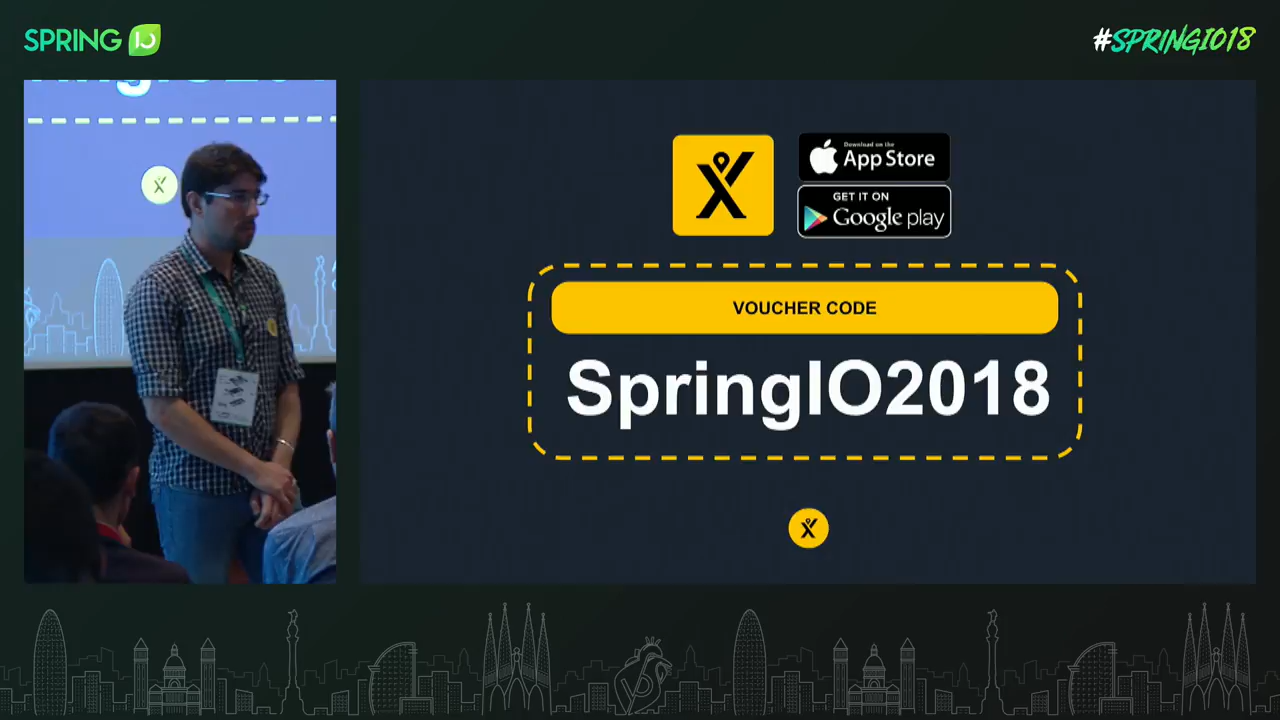 SPRING IO
#SPRINGIO18
Download on the
App Store
GET IT ON
Google play
VOUCHER CODE
SpringIO2018